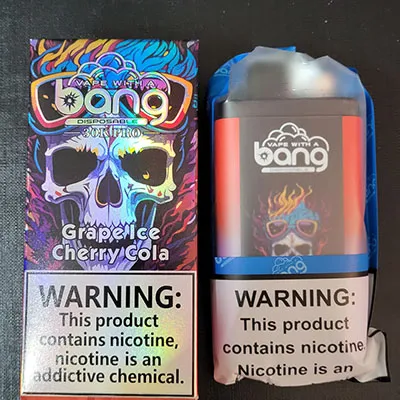 VAPE WITH A
bang
DISPOSABLE
30K PRO
Grape Ice
Cherry Cola
WARNING:
This product
contains nicotine,
nicotine is an
addictive chemical.
VAPE WITH A
bang
WARNING:
This product
contains nicotine,
Nicotine is an